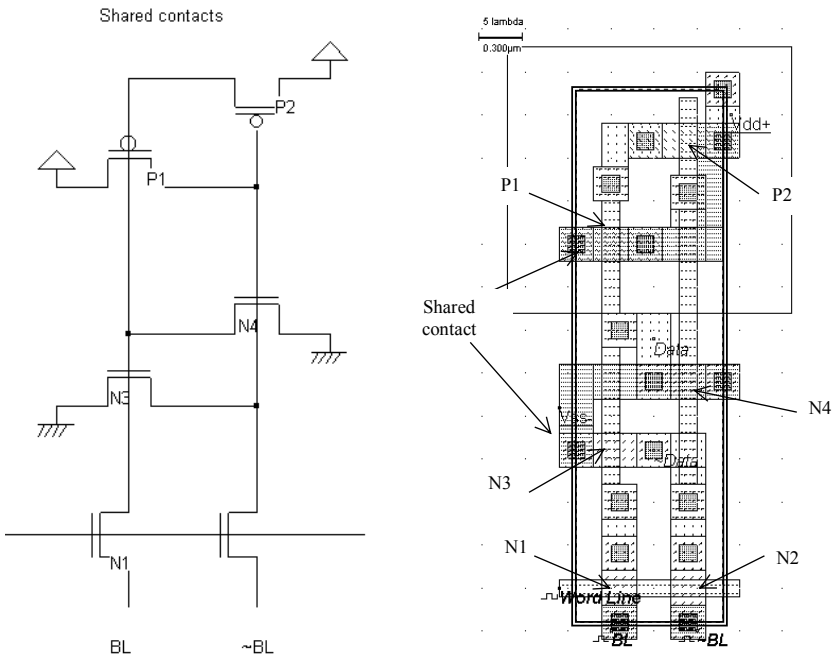 Shared contacts
P2
P1
N4
N3
N1
BL
~BL
5 lambda
0.300µm
Vdd+
P1
P2
Shared
contact
Data
N4
Vss-
~Data
N3
N1
N2
Word Line
BL
~BL